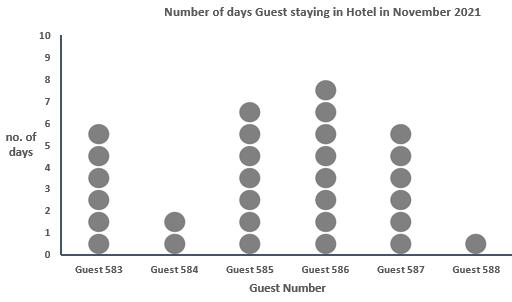 Number of days Guest staying in Hotel in November 2021
10
9
8
7
6
no. of
days
5
4
3
2
1
0
Guest 583 Guest 584 Guest 585 Guest 586 Guest 587 Guest 588
Guest Number